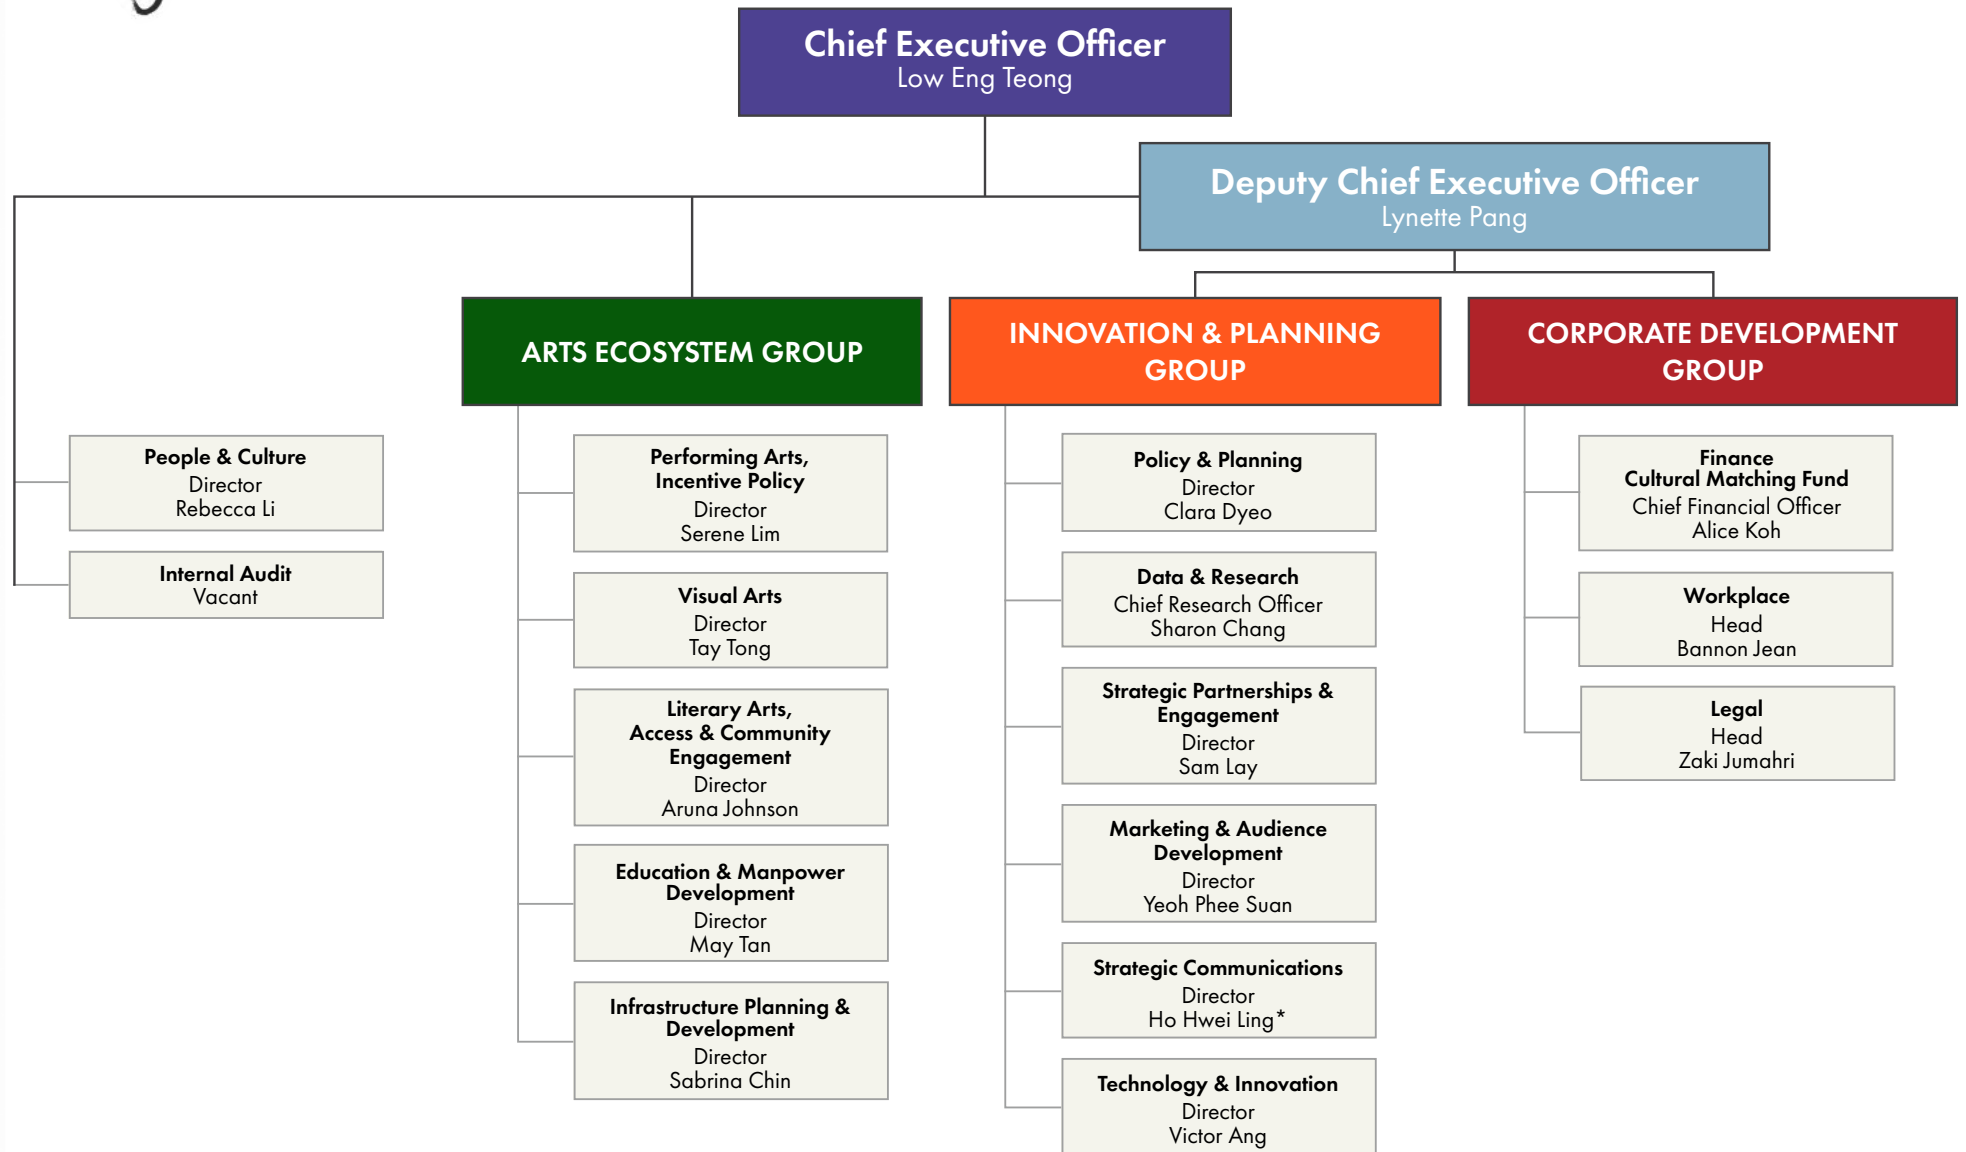 Chief Executive Officer
Low Eng Teong
Deputy Chief Executive Officer
Lynette Pang
People & Culture
Director
Rebecca Li
Internal Audit
Vacant
ARTS ECOSYSTEM GROUP
Performing Arts,
Incentive Policy
Director
Serene Lim
Visual Arts
Director
Tay Tong
Literary Arts,
Access & Community
Engagement
Director
Aruna Johnson
Education & Manpower
Development
Director
May Tan
Infrastructure Planning &
Development
Director
Sabrina Chin
INNOVATION & PLANNING
GROUP
Policy & Planning
Director
Clara Dyeo
Data & Research
Chief Research Officer
Sharon Chang
Strategic Partnerships &
Engagement
Director
Sam Lay
Marketing & Audience
Development
Director
Yeoh Phee Suan
Strategic Communications
Director
Ho Hwei Ling*
Technology & Innovation
Director
Victor Ang
CORPORATE DEVELOPMENT
GROUP
Finance
Cultural Matching Fund
Chief Financial Officer
Alice Koh
Workplace
Head
Bannon Jean
Legal
Head
Zaki Jumahri